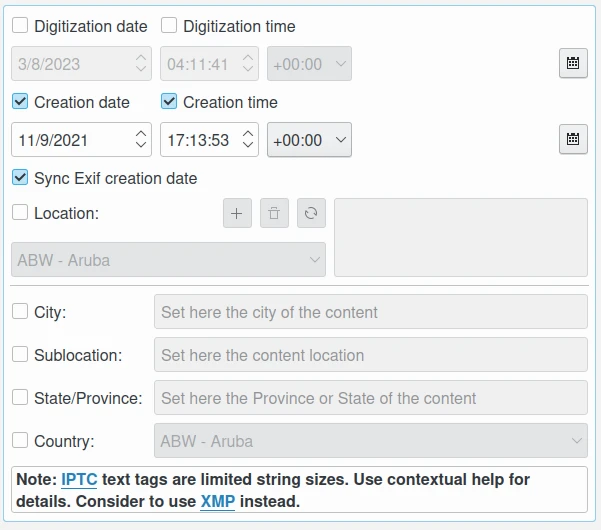 Digitization date Digitization time
3/8/2023 04:11:41 +00:00
Creation date Creation time
11/9/2021 17:13:53 +00:00
Sync Exif creation date
Location:
ABW - Aruba
City: Set here the city of the content
Sublocation: Set here the content location
State/Province: Set here the Province or State of the content
Country: ABW - Aruba
Note: IPTC text tags are limited string sizes. Use contextual help for
details. Consider to use XMP instead.